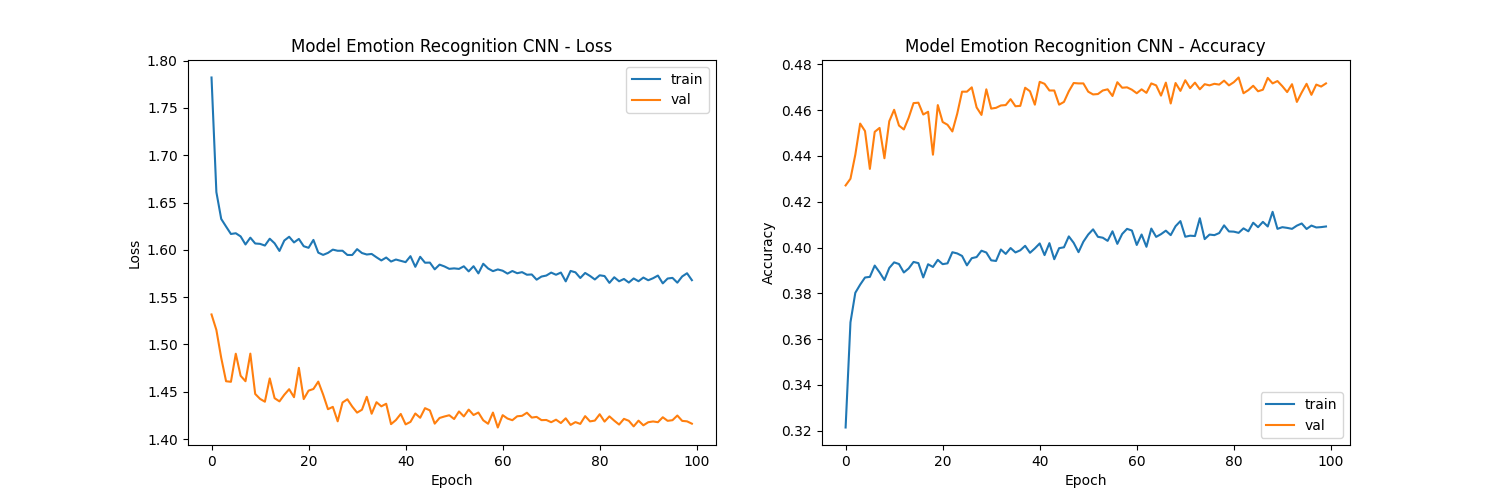 Model Emotion Recognition CNN - Loss
1.80
1.75
1.70
1.65
1.60
1.55
1.50
1.45
1.40
Loss
0 20 40 60 80 100
Epoch
train
val
Model Emotion Recognition CNN - Accuracy
0.48
0.46
0.44
0.42
0.40
0.38
0.36
0.34
0.32
Accuracy
0 20 40 60 80 100
Epoch
train
val